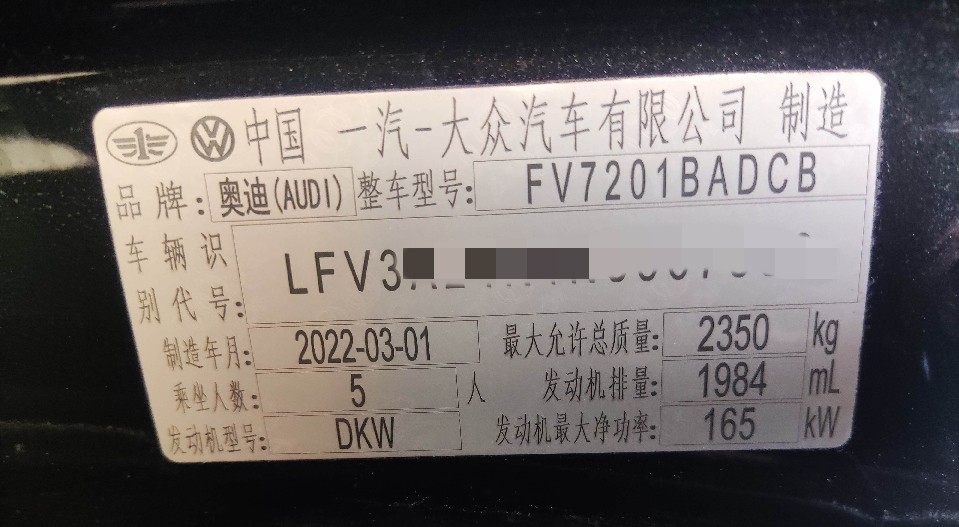 中国 一汽-大众汽车有限公司 制造
品牌: 奥迪(AUDI) 整车型号: FV7201BADCB
车辆识别代号: LFV3
制造年月: 2022-03-01 最大允许总质量: 2350 kg
乘坐人数: 5 人 发动机排量: 1984 mL
发动机型号: DKW 发动机最大净功率: 165 kW